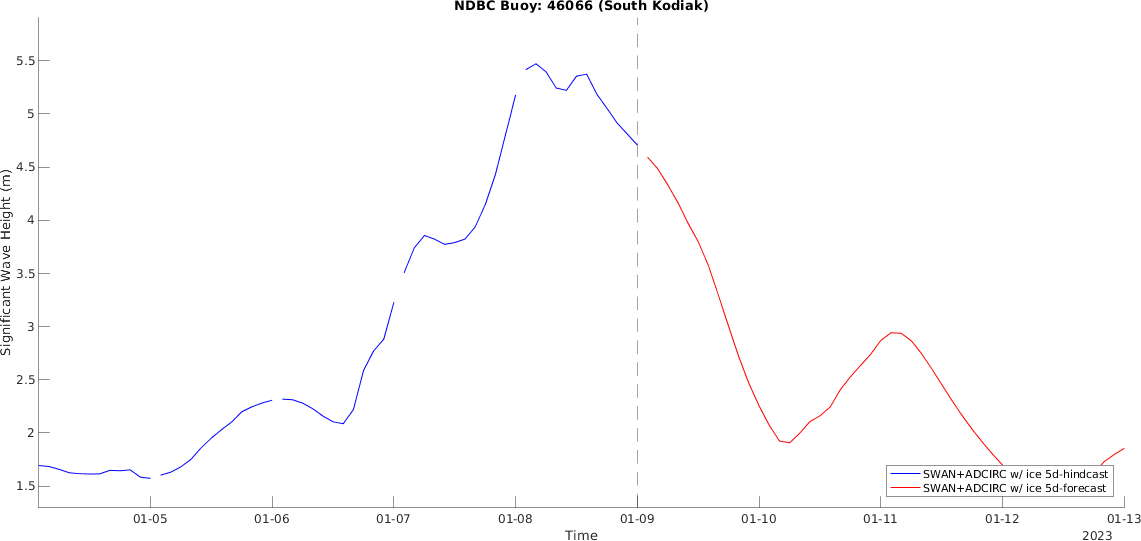 NDBC Buoy: 46066 (South Kodiak)
Significant Wave Height (m)
5.5
5
4.5
4
3.5
3
2.5
2
1.5
SWAN+ADCIRC w/ ice 5d-hindcast
SWAN+ADCIRC w/ ice 5d-forecast
01-05 01-06 01-07 01-08 01-09 01-10 01-11 01-12 01-13
Time
2023